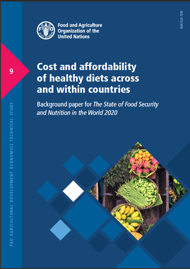 Food and Agriculture
Organization of the
United Nations
9
Cost and affordability
of healthy diets across
and within countries
Background paper for The State of Food Security
and Nutrition in the World 2020
FAO AGRICULTURAL DEVELOPMENT ECONOMICS TECHNICAL STUDY